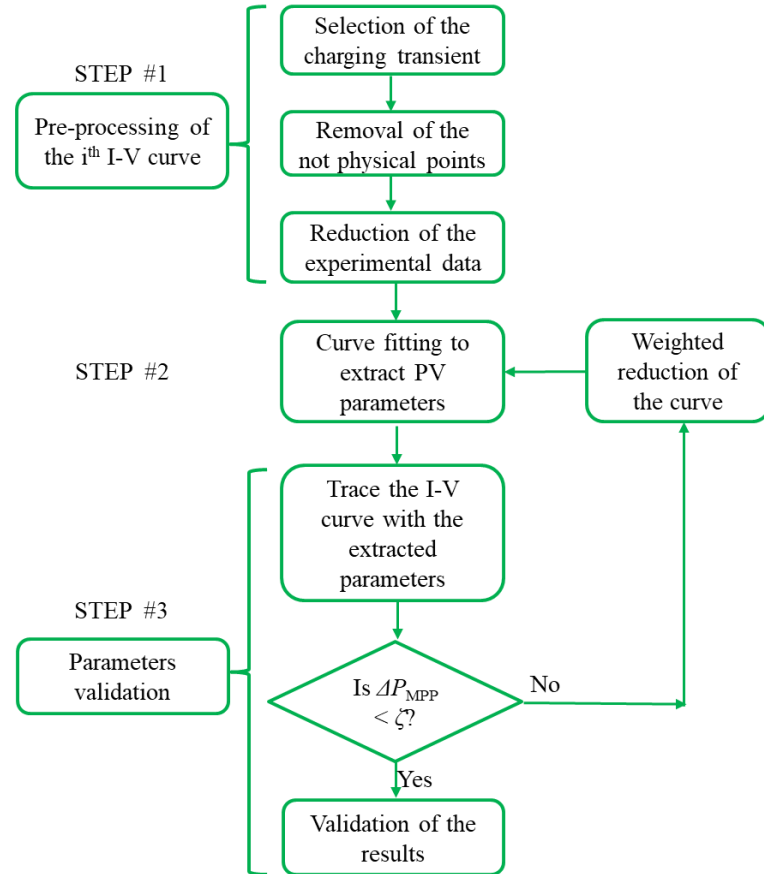 Selection of the
charging transient
STEP #1
Pre-processing of
the iᵗʰ I-V curve
Removal of the
not physical points
Reduction of the
experimental data
STEP #2
Curve fitting to
extract PV
parameters
Weighted
reduction of
the curve
Trace the I-V
curve with the
extracted
parameters
STEP #3
Parameters
validation
Is ΔP_MPP
< ζ?
No
Yes
Validation of the
results